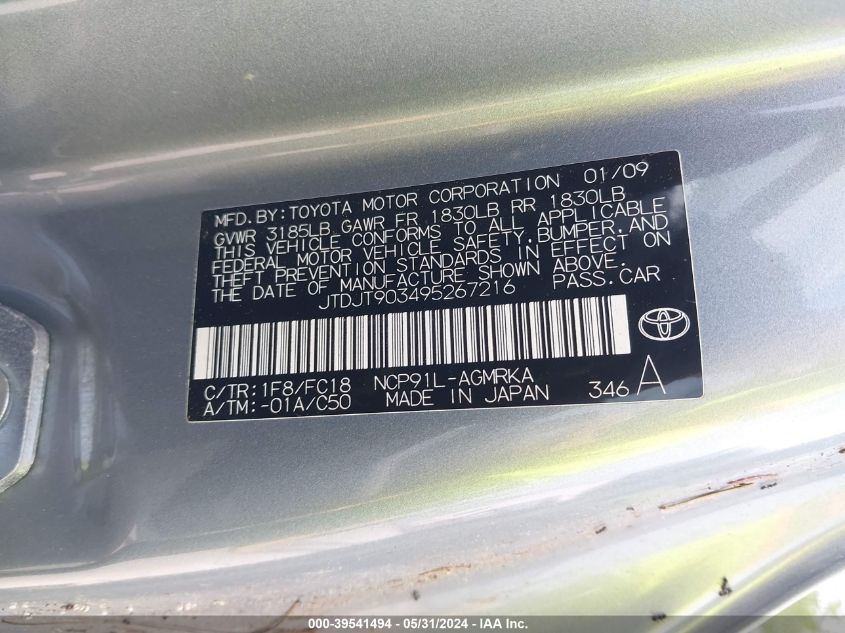 MFD. BY: TOYOTA MOTOR CORPORATION 01/09
GVWR 3185LB GAWR FR 1830LB RR 1830LB
THIS VEHICLE CONFORMS TO ALL APPLICABLE
FEDERAL MOTOR VEHICLE SAFETY, BUMPER, AND
THEFT PREVENTION STANDARDS IN EFFECT ON
THE DATE OF MANUFACTURE SHOWN ABOVE.
JTDJT903495267216 PASS. CAR
C/TR: 1F8/FC18 NCP91L-AGMRKA
A/TM: -01A/C50 MADE IN JAPAN 346 A
000-39541494 - 05/31/2024 - IAA Inc.